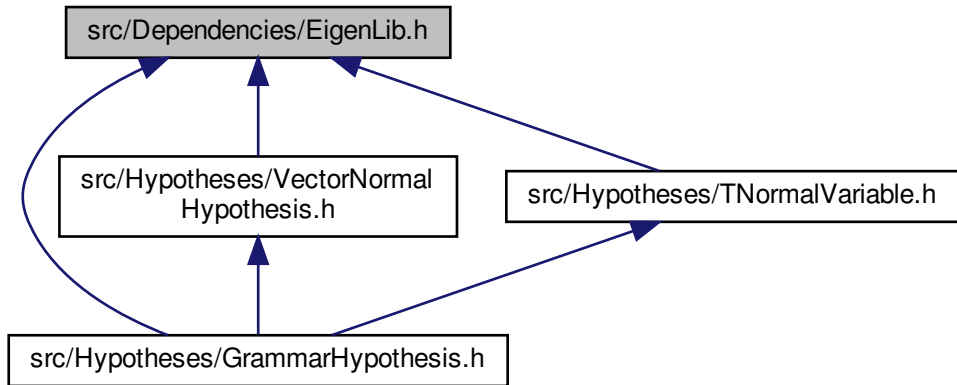 src/Dependencies/EigenLib.h
src/Hypotheses/VectorNormal
Hypothesis.h
src/Hypotheses/TNormalVariable.h
src/Hypotheses/GrammarHypothesis.h